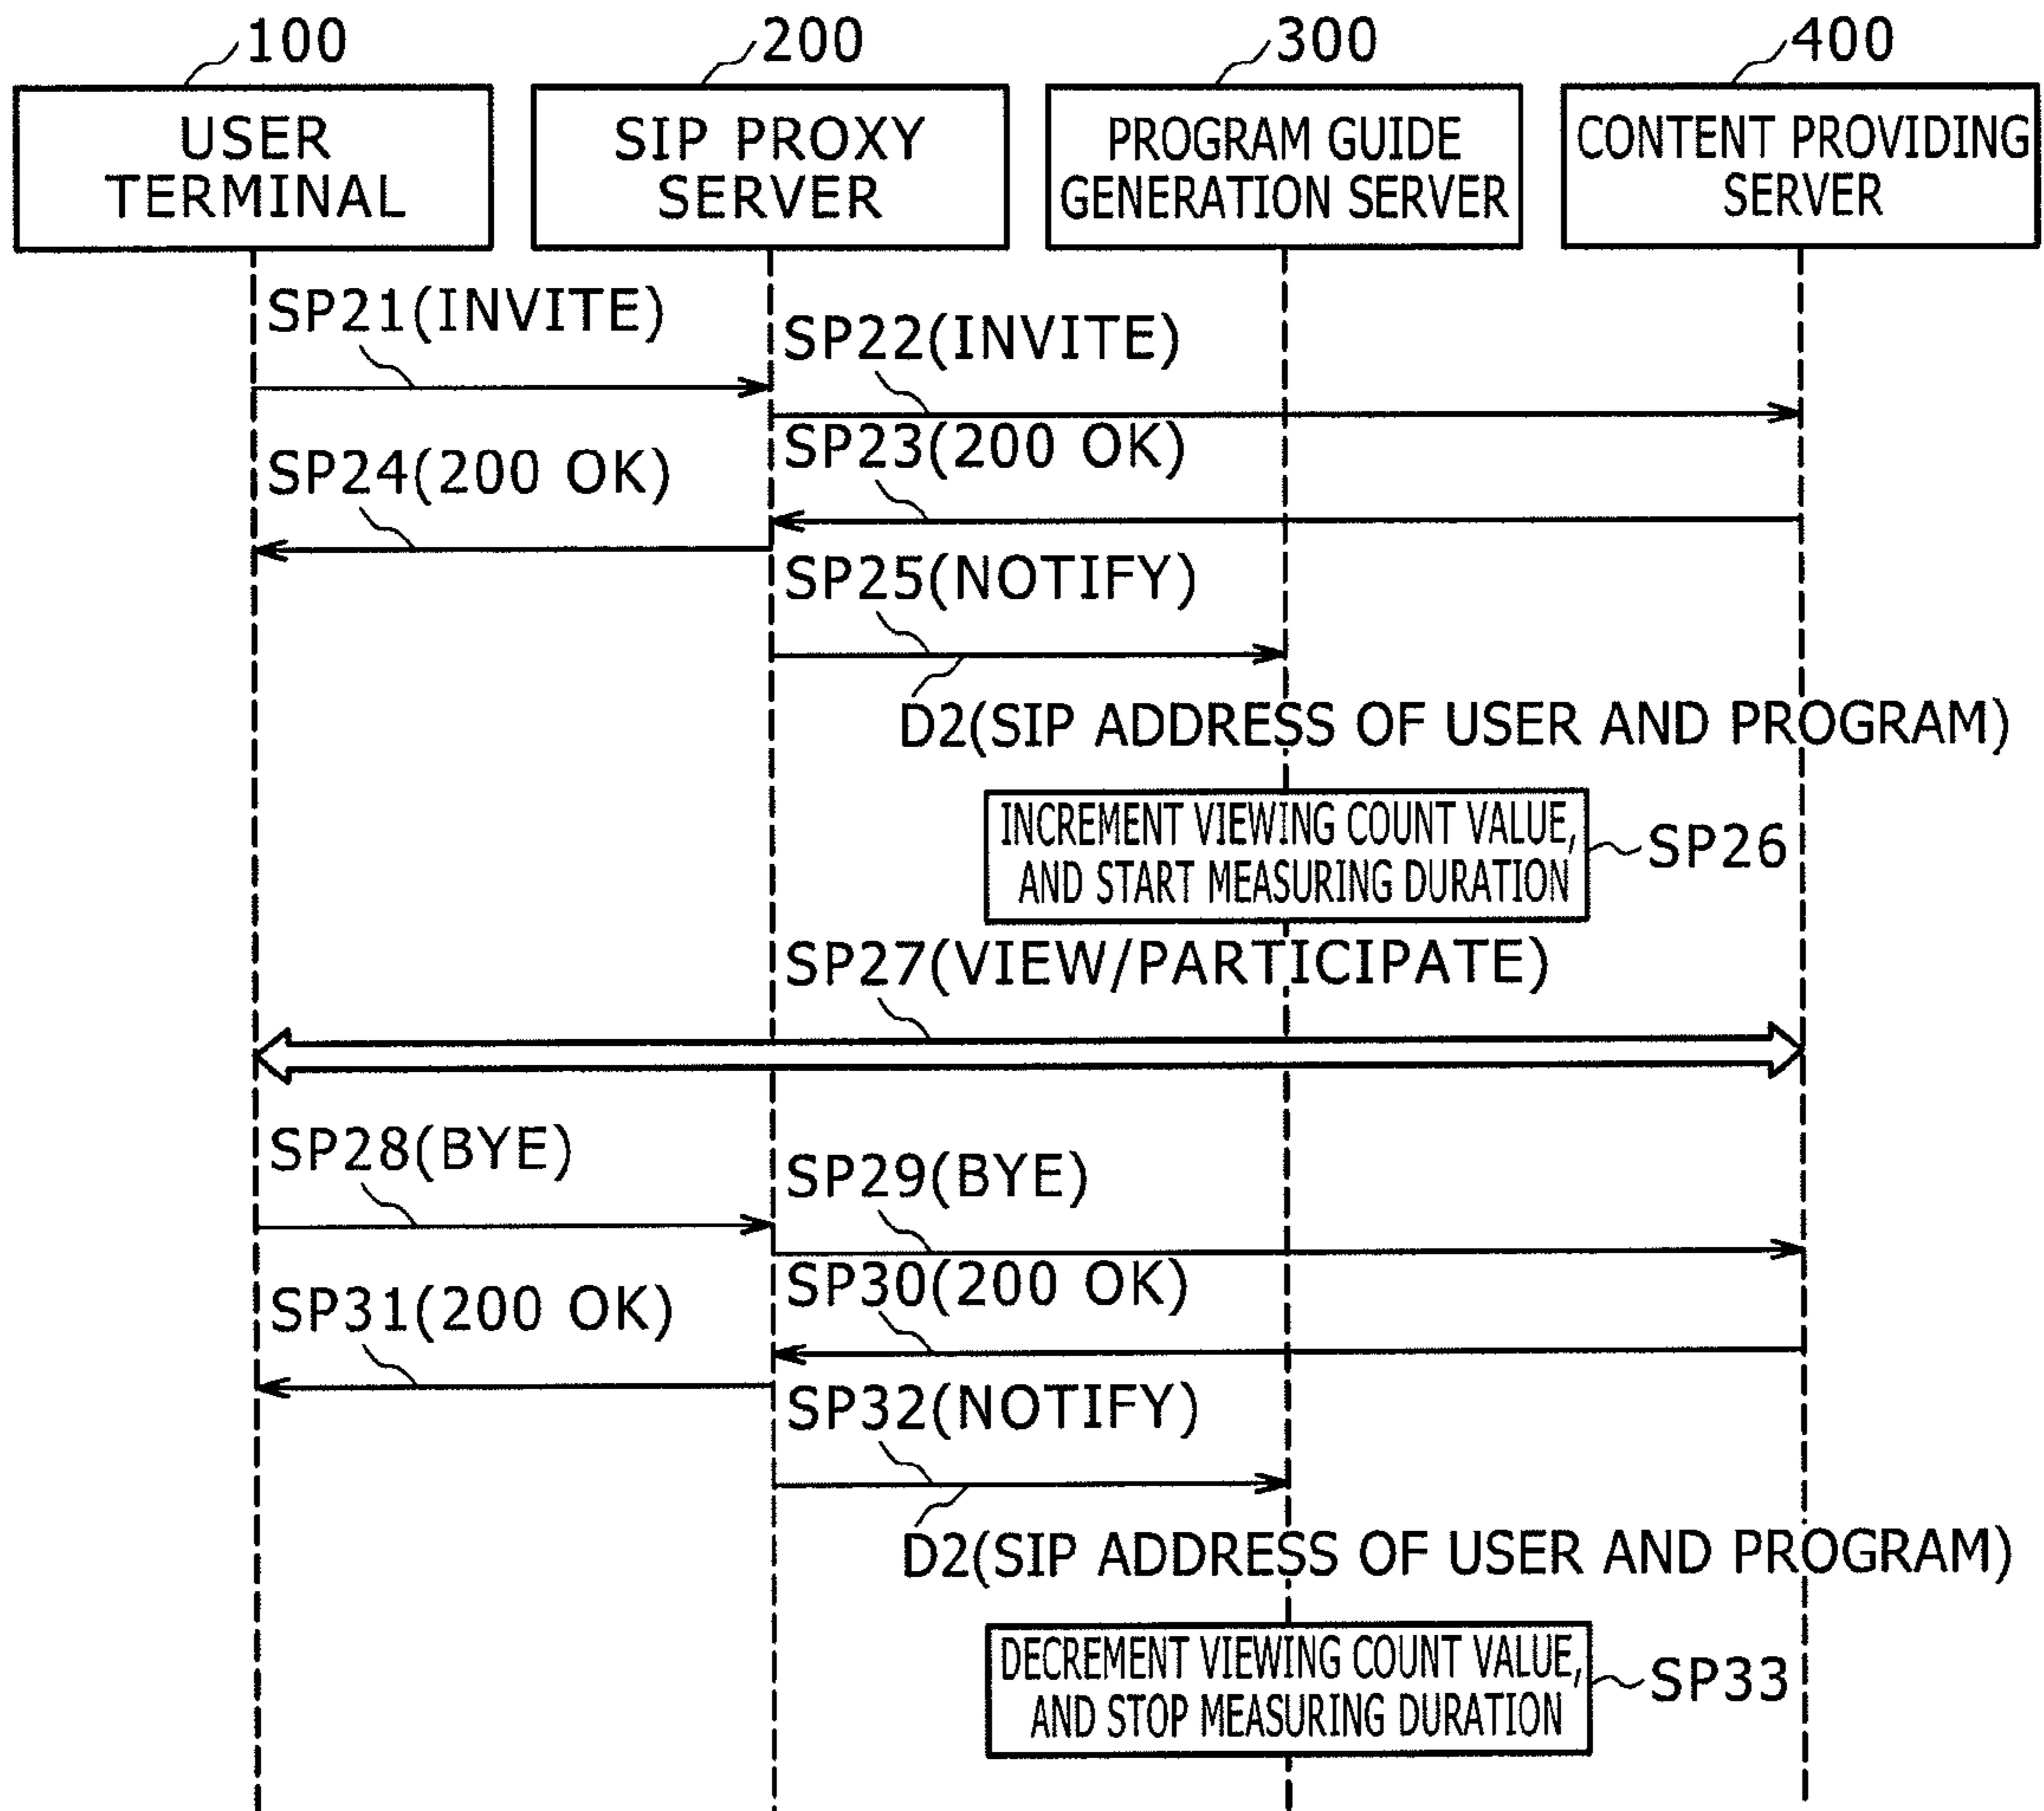 100
200
300
400
USER
TERMINAL
SIP PROXY
SERVER
PROGRAM GUIDE
GENERATION SERVER
CONTENT PROVIDING
SERVER
SP21(INVITE)
SP22(INVITE)
SP23(200 OK)
SP24(200 OK)
SP25(NOTIFY)
D2(SIP ADDRESS OF USER AND PROGRAM)
INCREMENT VIEWING COUNT VALUE,
AND START MEASURING DURATION
SP26
SP27(VIEW/PARTICIPATE)
SP28(BYE)
SP29(BYE)
SP30(200 OK)
SP31(200 OK)
SP32(NOTIFY)
D2(SIP ADDRESS OF USER AND PROGRAM)
DECREMENT VIEWING COUNT VALUE,
AND STOP MEASURING DURATION
SP33